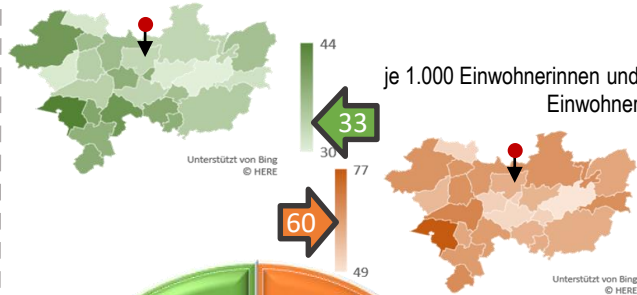 44
je 1.000 Einwohnerinnen und
Einwohner
33
30
Unterstützt von Bing
© HERE
77
60
49
Unterstützt von Bing
© HERE